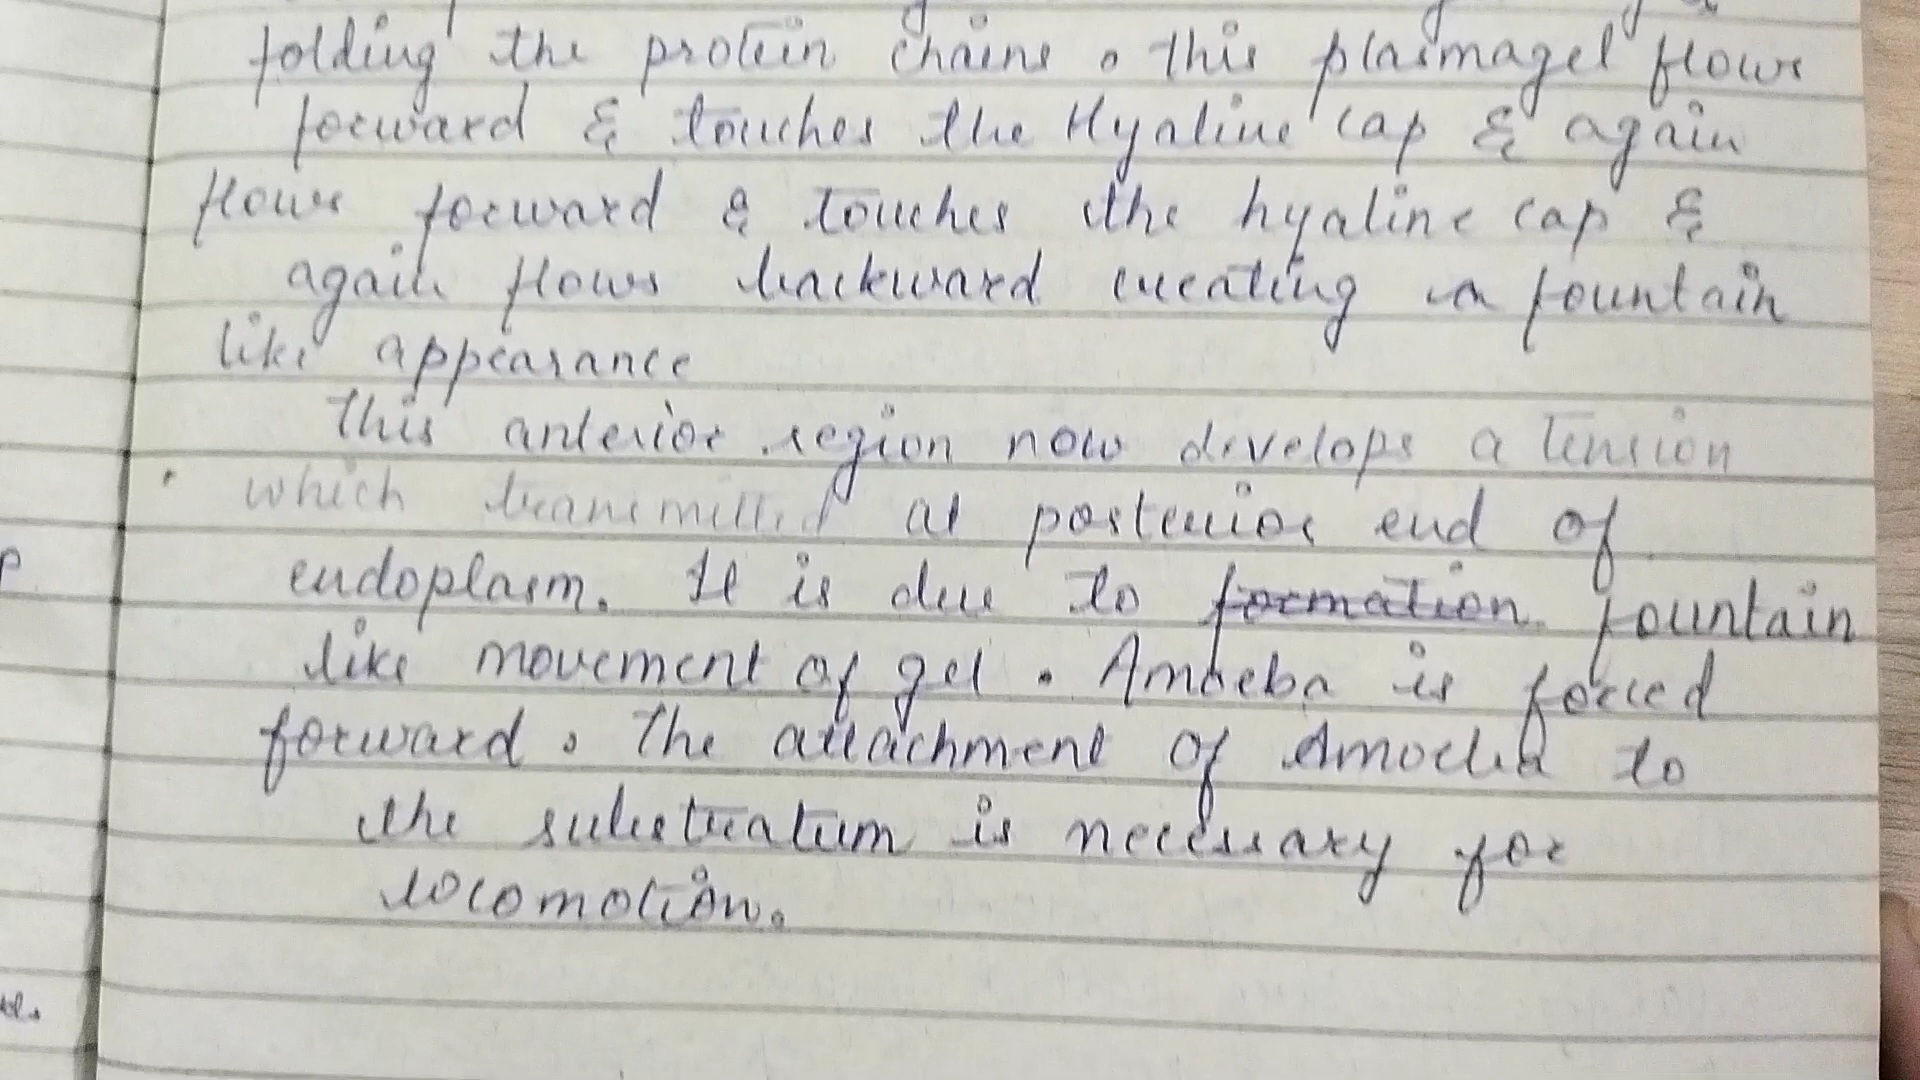 folding the protein chains. this plasmagel flows
forward & touches the Hyaline cap & again
flows forward & touches the hyaline cap &
again flows backward creating a fountain
like appearance
This anterior region now develops a tension
which transmitted at posterior end of
endoplasm. It is due to formation fountain
like movement of gel. Amoeba is forced
forward. The attachment of Amoeba to
the substratum is necessary for
locomotion.